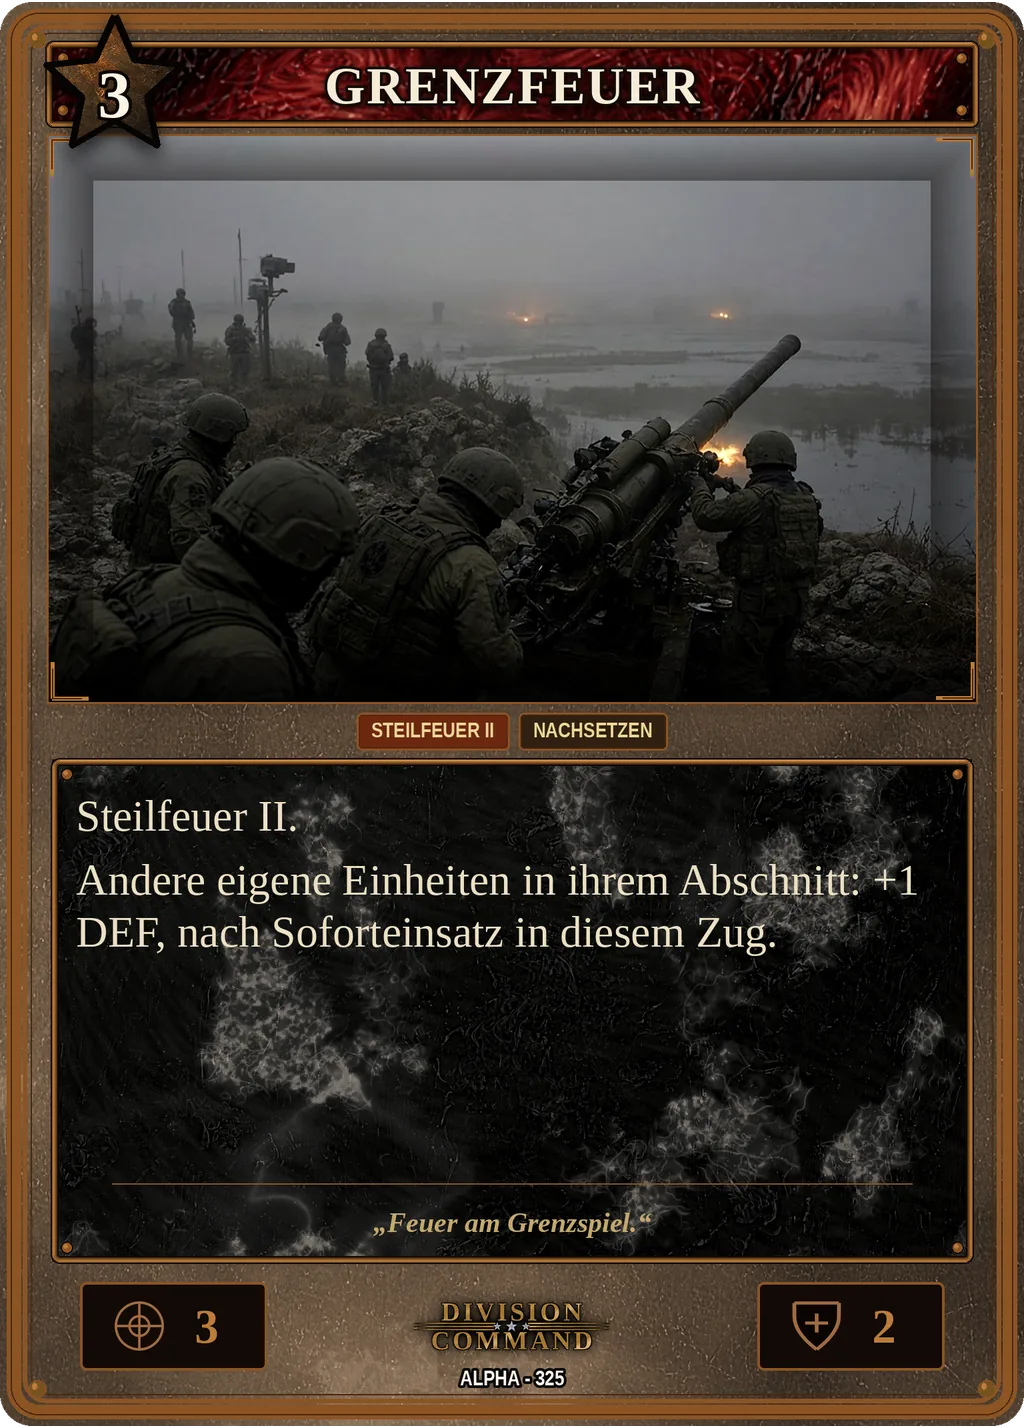 3
GRENZFEUER
STEILFEUER II
NACHSETZEN
Steilfeuer II.
Andere eigene Einheiten in ihrem Abschnitt: +1
DEF, nach Soforteinsatz in diesem Zug.
„Feuer am Grenzspiel.“
3
DIVISION
COMMAND
2
ALPHA - 325